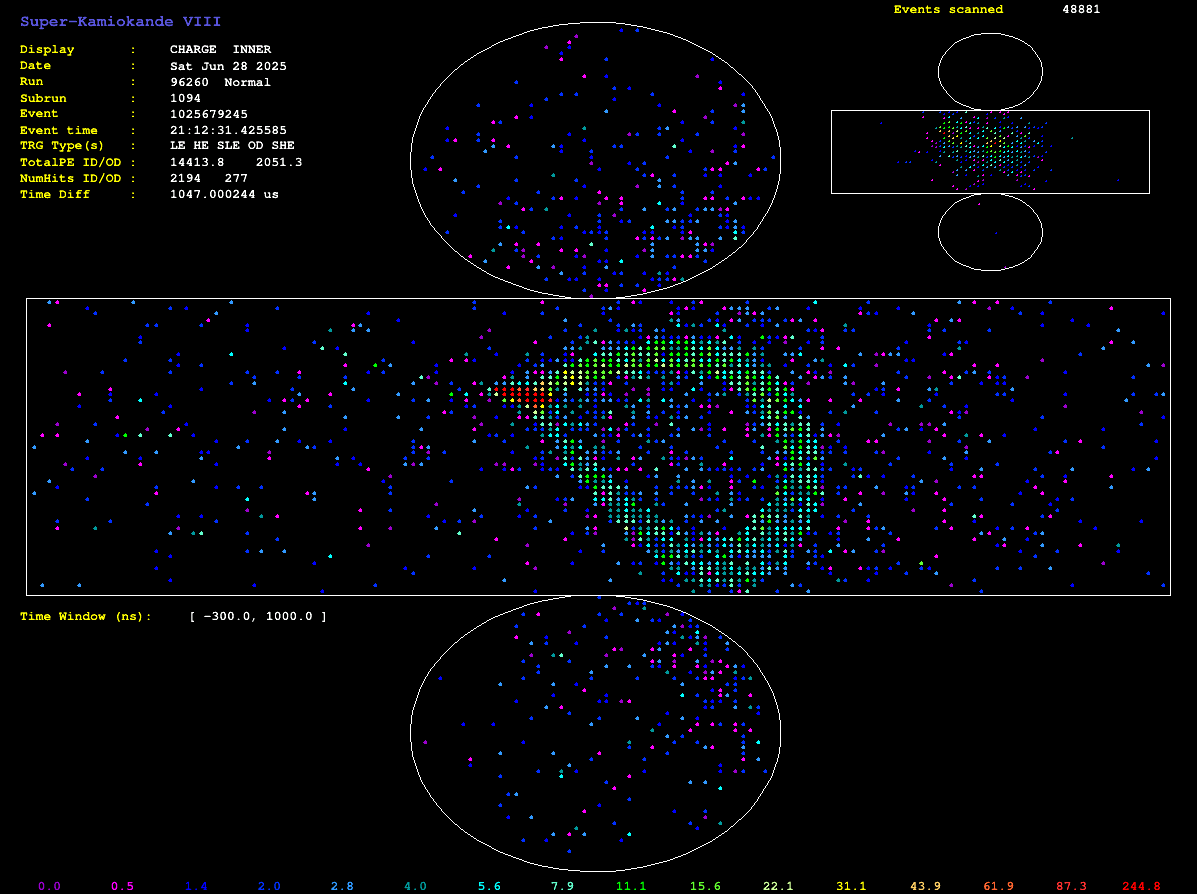 Super-Kamiokande VIII
Events scanned 48881
Display : CHARGE INNER
Date : Sat Jun 28 2025
Run : 96260 Normal
Subrun : 1094
Event : 1025679245
Event time : 21:12:31.425585
TRG Type(s) : LE HE SLE OD SHE
TotalPE ID/OD : 14413.8 2051.3
NumHits ID/OD : 2194 277
Time Diff : 1047.000244 us
Time Window (ns): [ -300.0, 1000.0 ]
0.0 0.5 1.4 2.0 2.8 4.0 5.6 7.9 11.1 15.6 22.1 31.1 43.9 61.9 87.3 244.8